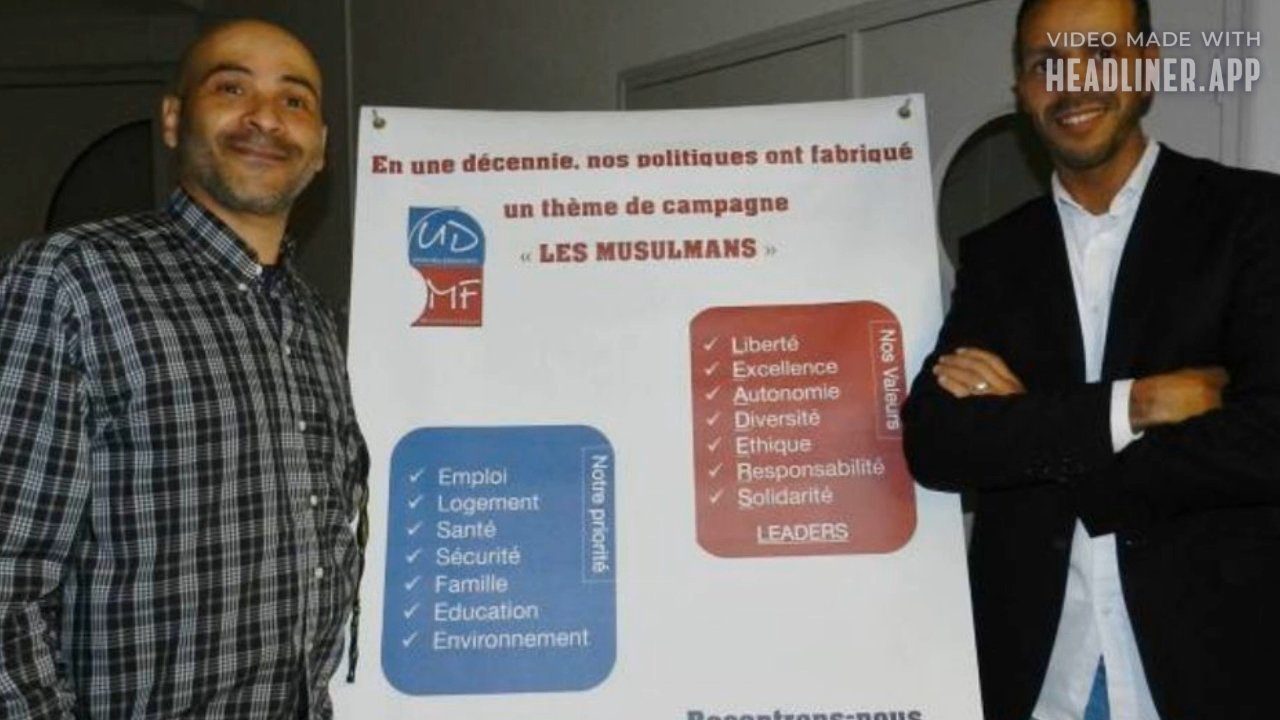 VIDEO MADE WITH
HEADLINER.APP
En une décennie, nos politiques ont fabriqué
un thème de campagne
« LES MUSULMANS »
UD
MF
Nos Valeurs
✓ Liberté
✓ Excellence
✓ Autonomie
✓ Diversité
✓ Ethique
✓ Responsabilité
✓ Solidarité
LEADERS
Notre priorité
✓ Emploi
✓ Logement
✓ Santé
✓ Sécurité
✓ Famille
✓ Education
✓ Environnement